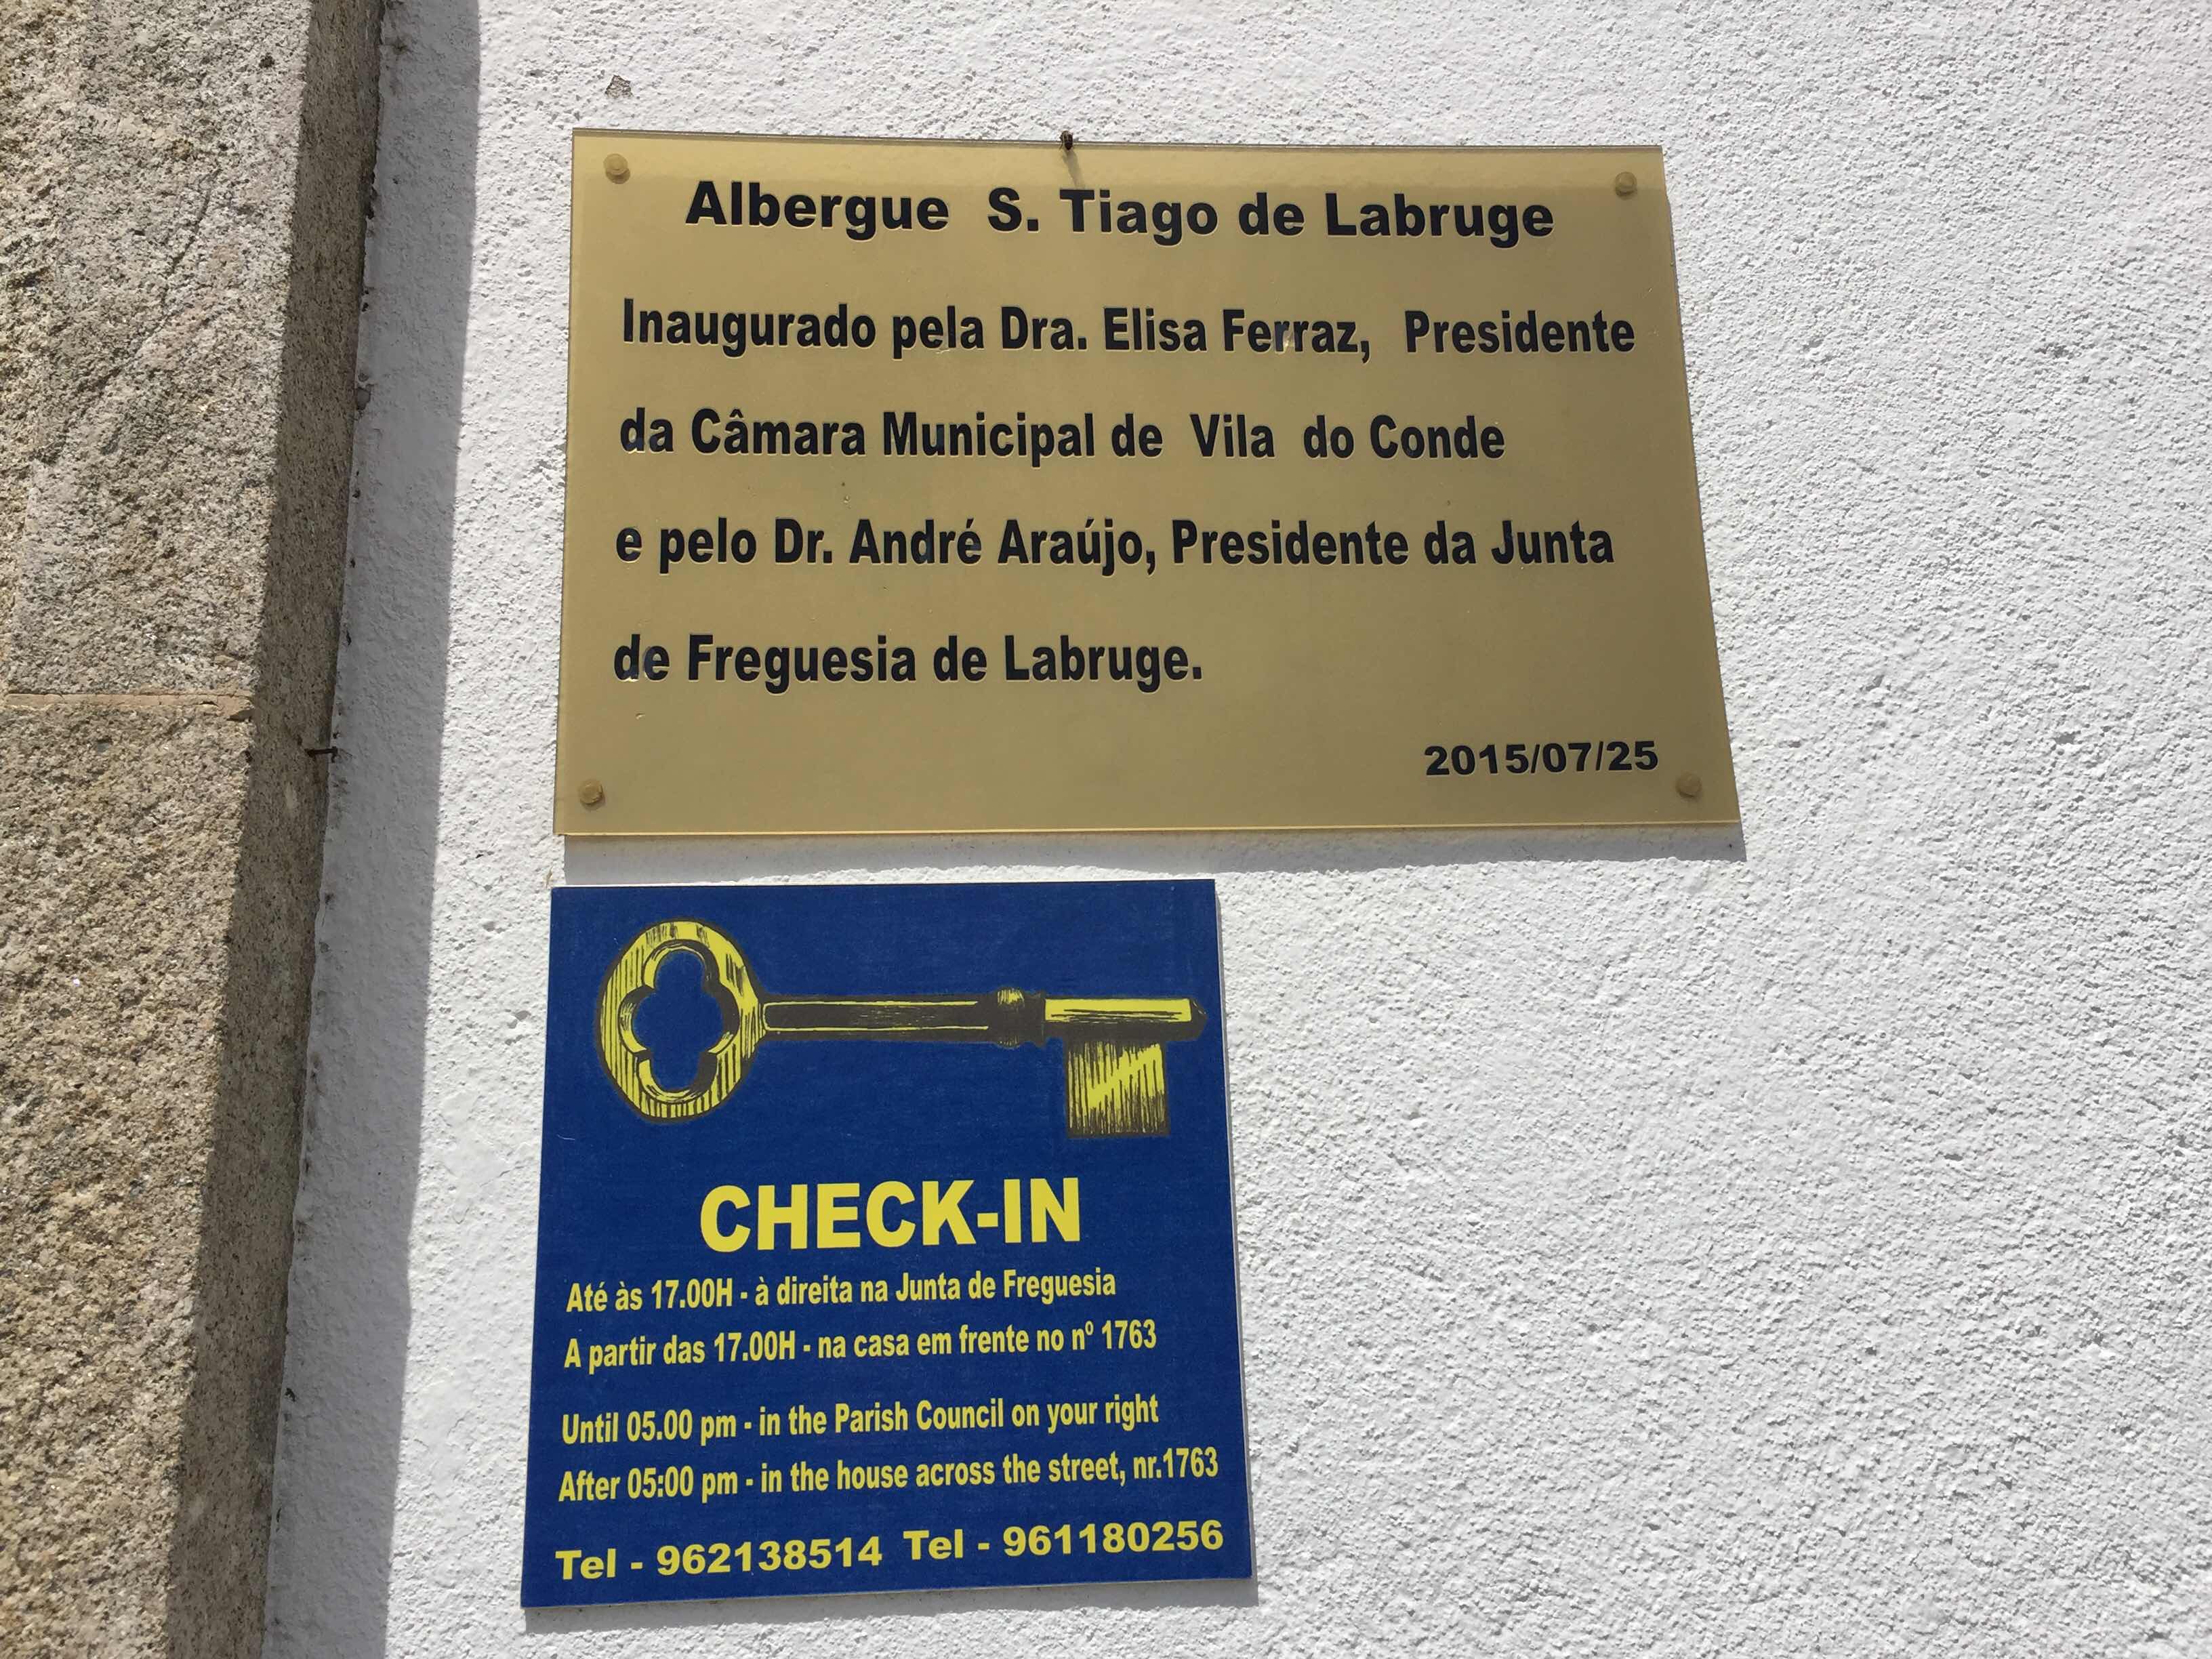 Albergue S. Tiago de Labruge
Inaugurado pela Dra. Elisa Ferraz, Presidente
da Câmara Municipal de Vila do Conde
e pelo Dr. André Araújo, Presidente da Junta
de Freguesia de Labruge.
2015/07/25
CHECK-IN
Até às 17.00H - à direita na Junta de Freguesia
A partir das 17.00H - na casa em frente no nº 1763
Until 05.00 pm - in the Parish Council on your right
After 05:00 pm - in the house across the street, nr.1763
Tel - 962138514 Tel - 961180256